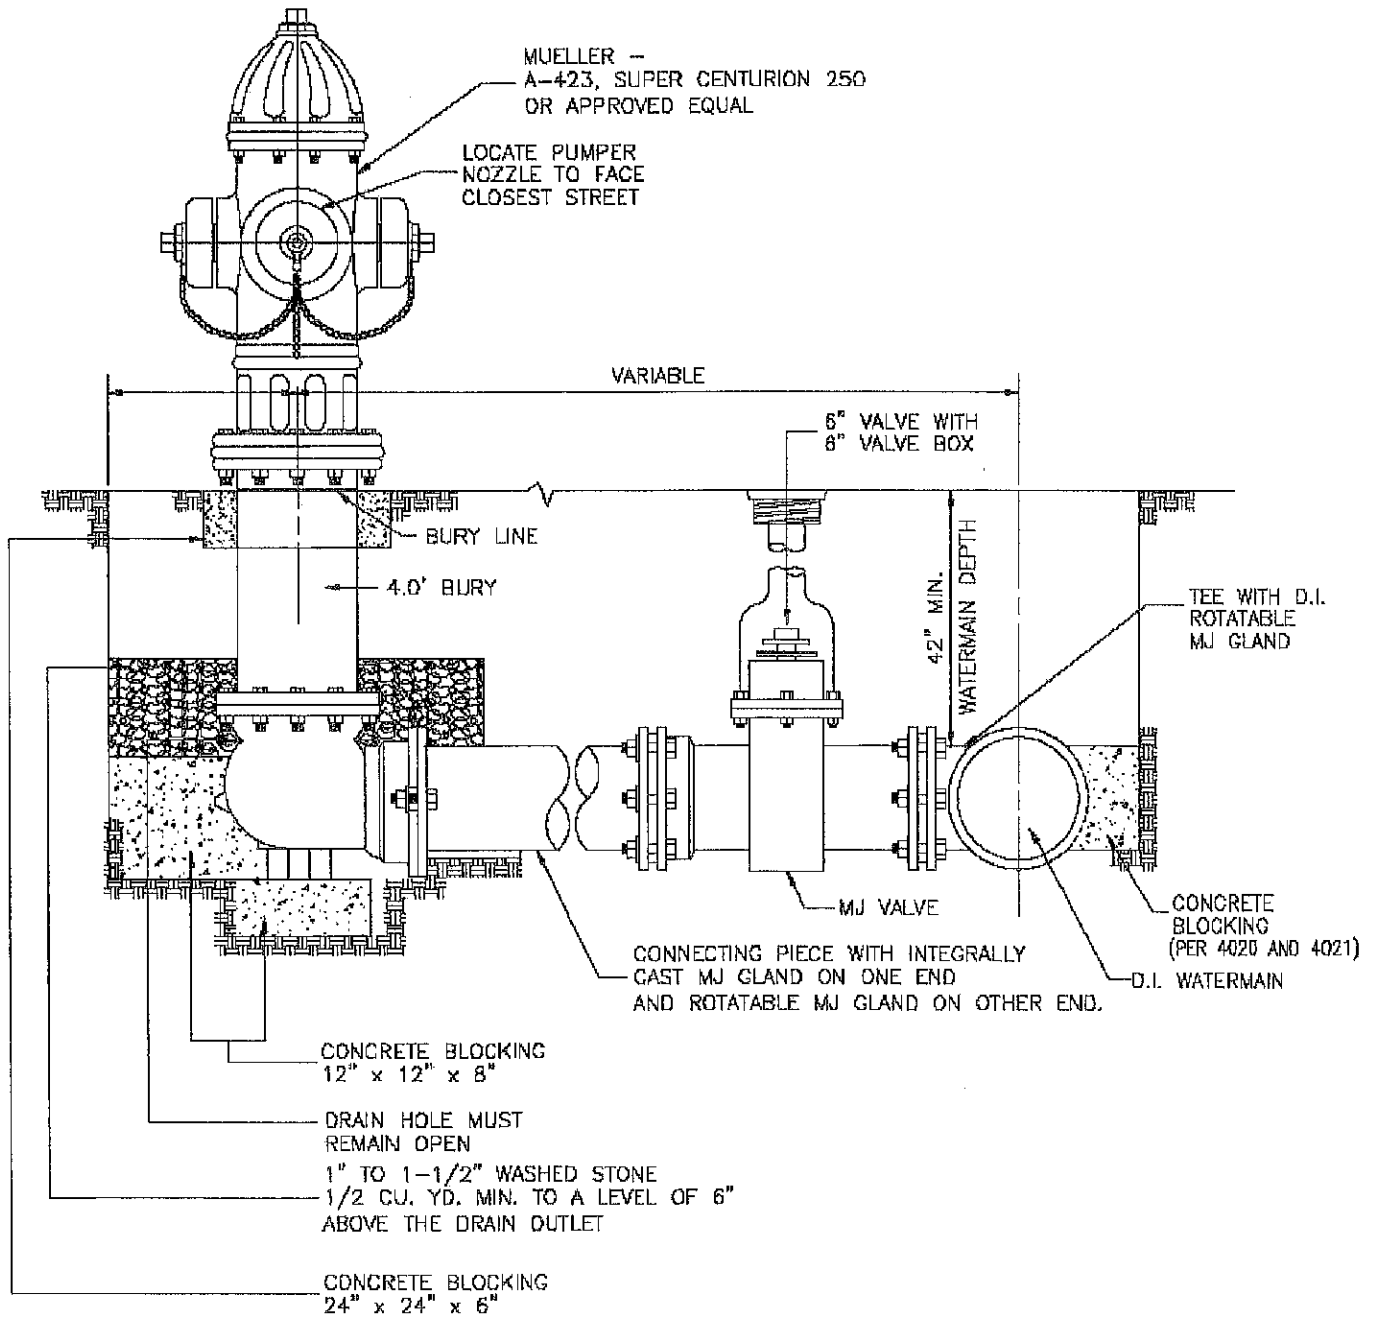 MUELLER -
A-423, SUPER CENTURION 250
OR APPROVED EQUAL
LOCATE PUMPER
NOZZLE TO FACE
CLOSEST STREET
VARIABLE
6" VALVE WITH
6" VALVE BOX
BURY LINE
4.0' BURY
42" MIN.
WATERMAIN DEPTH
TEE WITH D.I.
ROTATABLE
MJ GLAND
MJ VALVE
CONCRETE
BLOCKING
(PER 4020 AND 4021)
D.I. WATERMAIN
CONNECTING PIECE WITH INTEGRALLY
CAST MJ GLAND ON ONE END
AND ROTATABLE MJ GLAND ON OTHER END.
CONCRETE BLOCKING
12" x 12" x 8"
DRAIN HOLE MUST
REMAIN OPEN
1" TO 1-1/2" WASHED STONE
1/2 CU. YD. MIN. TO A LEVEL OF 6"
ABOVE THE DRAIN OUTLET
CONCRETE BLOCKING
24" x 24" x 6"